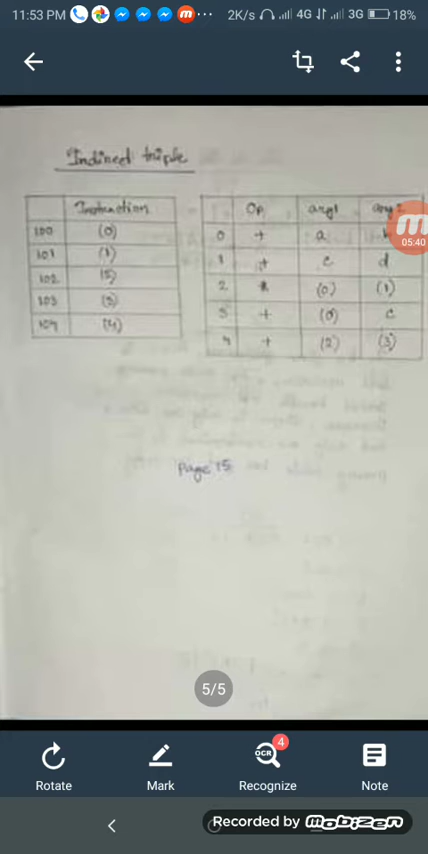 11:53 PM 2K/s 4G 3G 18%
Indirect triple
Instruction
100 (0)
101 (1)
102
103
104 (4)
Op arg1 arg2
0 + a
1 + c d
2 * (0) (1)
3 + (0) c
4 + (2) (3)
05:40
Page 15
5/5
4
OCR
Rotate Mark Recognize Note
Recorded by mobizen